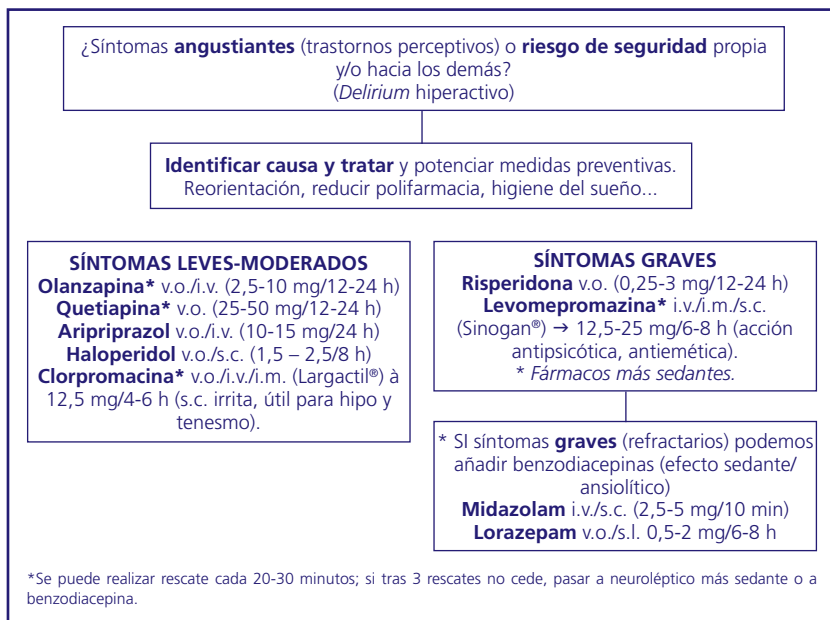 ¿Síntomas angustiantes (trastornos perceptivos) o riesgo de seguridad propia
y/o hacia los demás?
(Delirium hiperactivo)
Identificar causa y tratar y potenciar medidas preventivas.
Reorientación, reducir polifarmacia, higiene del sueño...
SÍNTOMAS LEVES-MODERADOS
Olanzapina* v.o./i.v. (2,5-10 mg/12-24 h)
Quetiapina* v.o. (25-50 mg/12-24 h)
Aripriprazol v.o./i.v. (10-15 mg/24 h)
Haloperidol v.o./s.c. (1,5 – 2,5/8 h)
Clorpromacina* v.o./i.v./i.m. (Largactil®) à
12,5 mg/4-6 h (s.c. irrita, útil para hipo y
tenesmo).
SÍNTOMAS GRAVES
Risperidona v.o. (0,25-3 mg/12-24 h)
Levomepromazina* i.v./i.m./s.c.
(Sinogan®) → 12,5-25 mg/6-8 h (acción
antipsicótica, antiemética).
* Fármacos más sedantes.
* SI síntomas graves (refractarios) podemos
añadir benzodiacepinas (efecto sedante/
ansiolítico)
Midazolam i.v./s.c. (2,5-5 mg/10 min)
Lorazepam v.o./s.l. 0,5-2 mg/6-8 h
*Se puede realizar rescate cada 20-30 minutos; si tras 3 rescates no cede, pasar a neuroléptico más sedante o a
benzodiacepina.